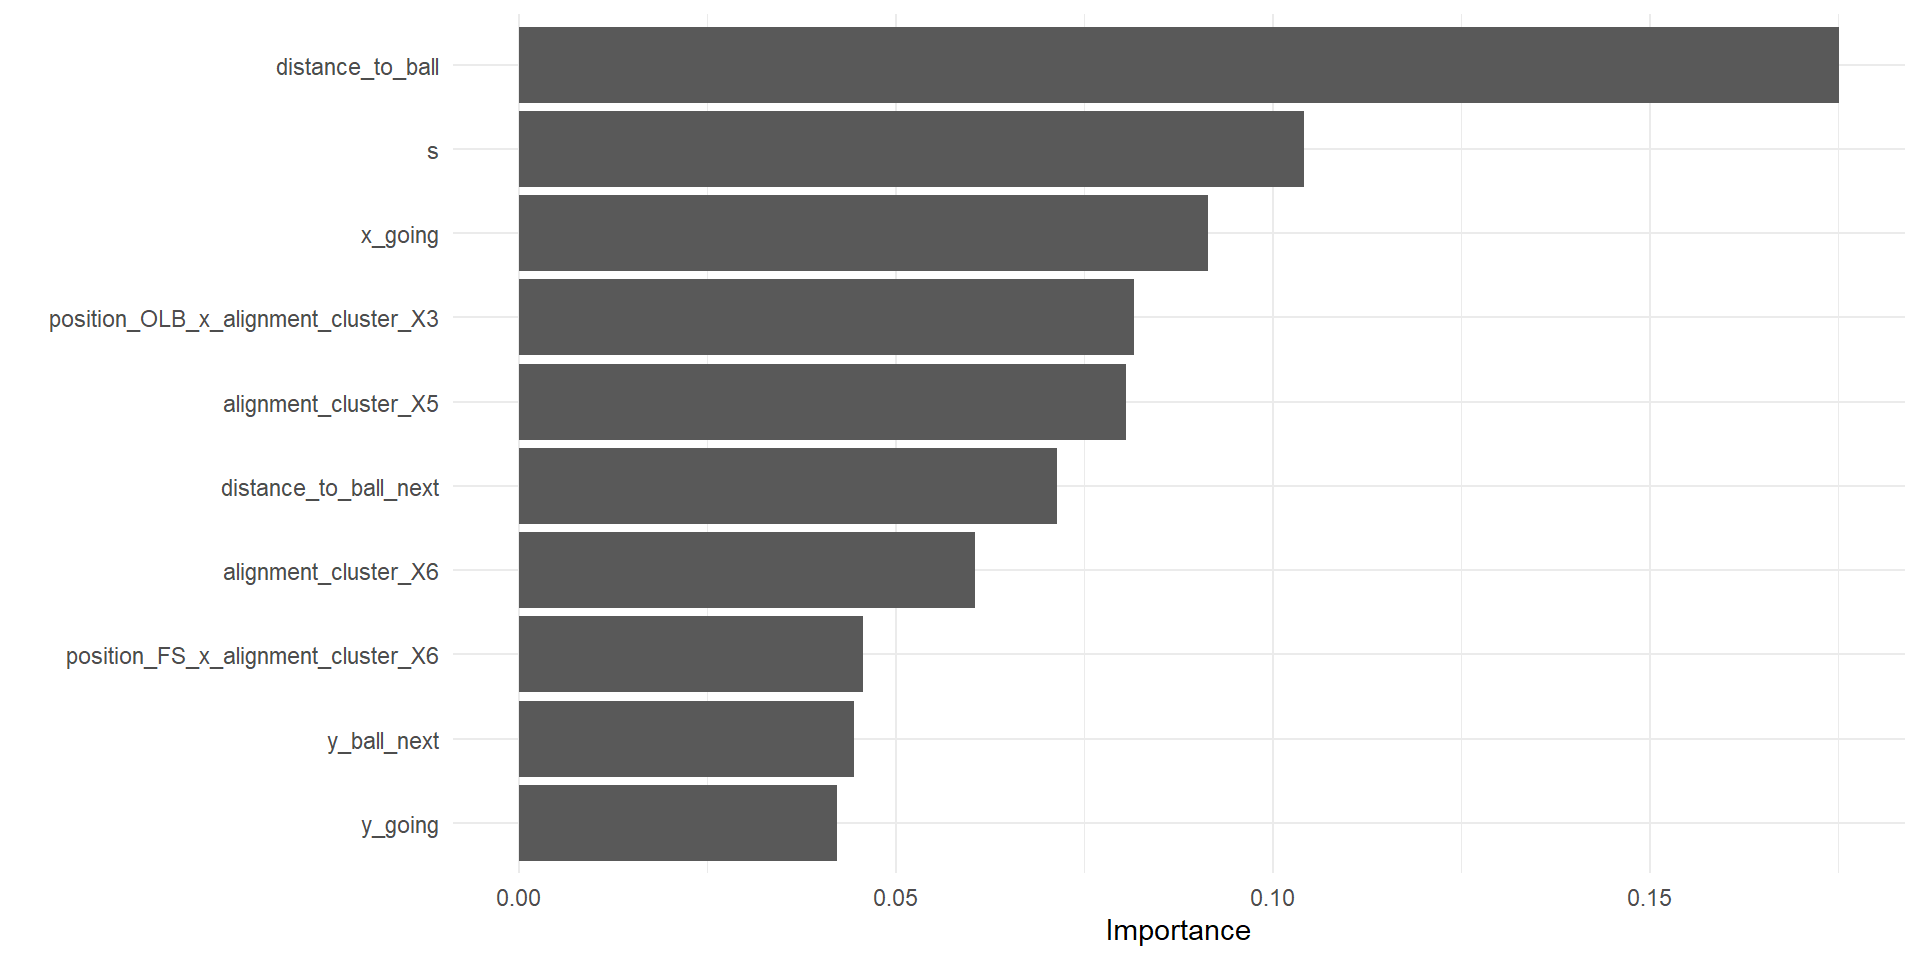 distance_to_ball
s
x_going
position_OLB_x_alignment_cluster_X3
alignment_cluster_X5
distance_to_ball_next
alignment_cluster_X6
position_FS_x_alignment_cluster_X6
y_ball_next
y_going
0.00 0.05 0.10 0.15
Importance